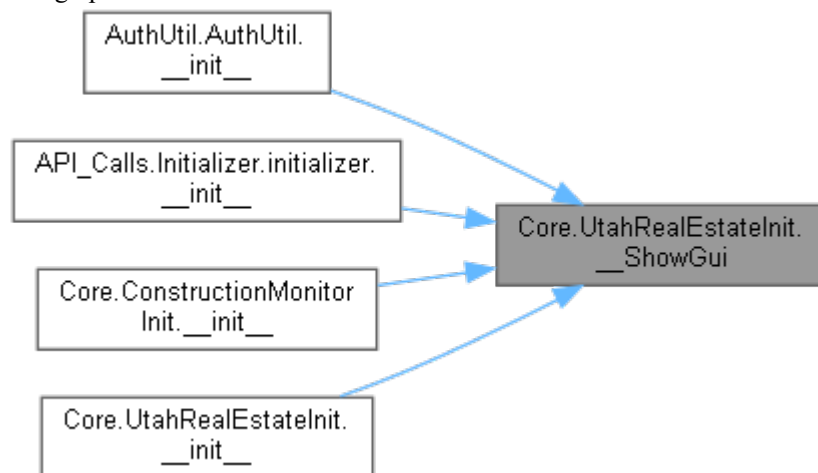 AuthUtil.AuthUtil.
__init__
API_Calls.Initializer.initializer.
__init__
Core.UtahRealEstateInit.
__ShowGui
Core.ConstructionMonitor
Init.__init__
Core.UtahRealEstateInit.
__init__